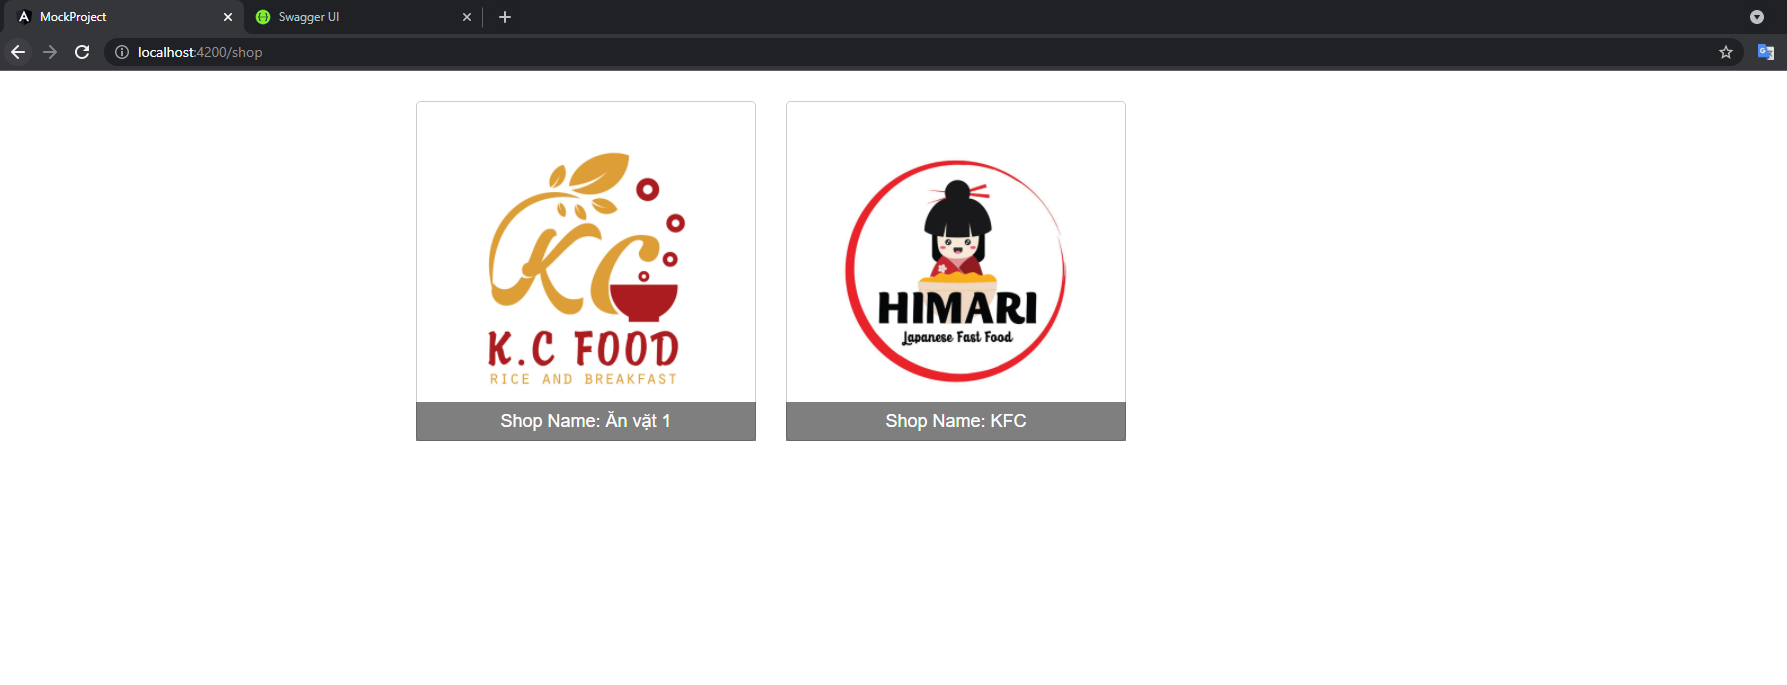 MockProject
Swagger UI
localhost:4200/shop
KC
K.C FOOD
RICE AND BREAKFAST
HIMARI
Japanese Fast Food
Shop Name: Ăn vặt 1
Shop Name: KFC